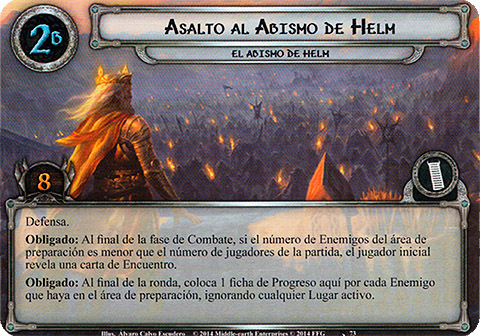 2B
ASALTO AL ABISMO DE HELM
EL ABISMO DE HELM
8
Defensa.
Obligado: Al final de la fase de Combate, si el número de Enemigos del área de
preparación es menor que el número de jugadores de la partida, el jugador inicial
revela una carta de Encuentro.
Obligado: Al final de la ronda, coloca 1 ficha de Progreso aquí por cada Enemigo
que haya en el área de preparación, ignorando cualquier Lugar activo.
Illus. Álvaro Calvo Escudero © 2014 Middle-earth Enterprises © 2014 FFG 73